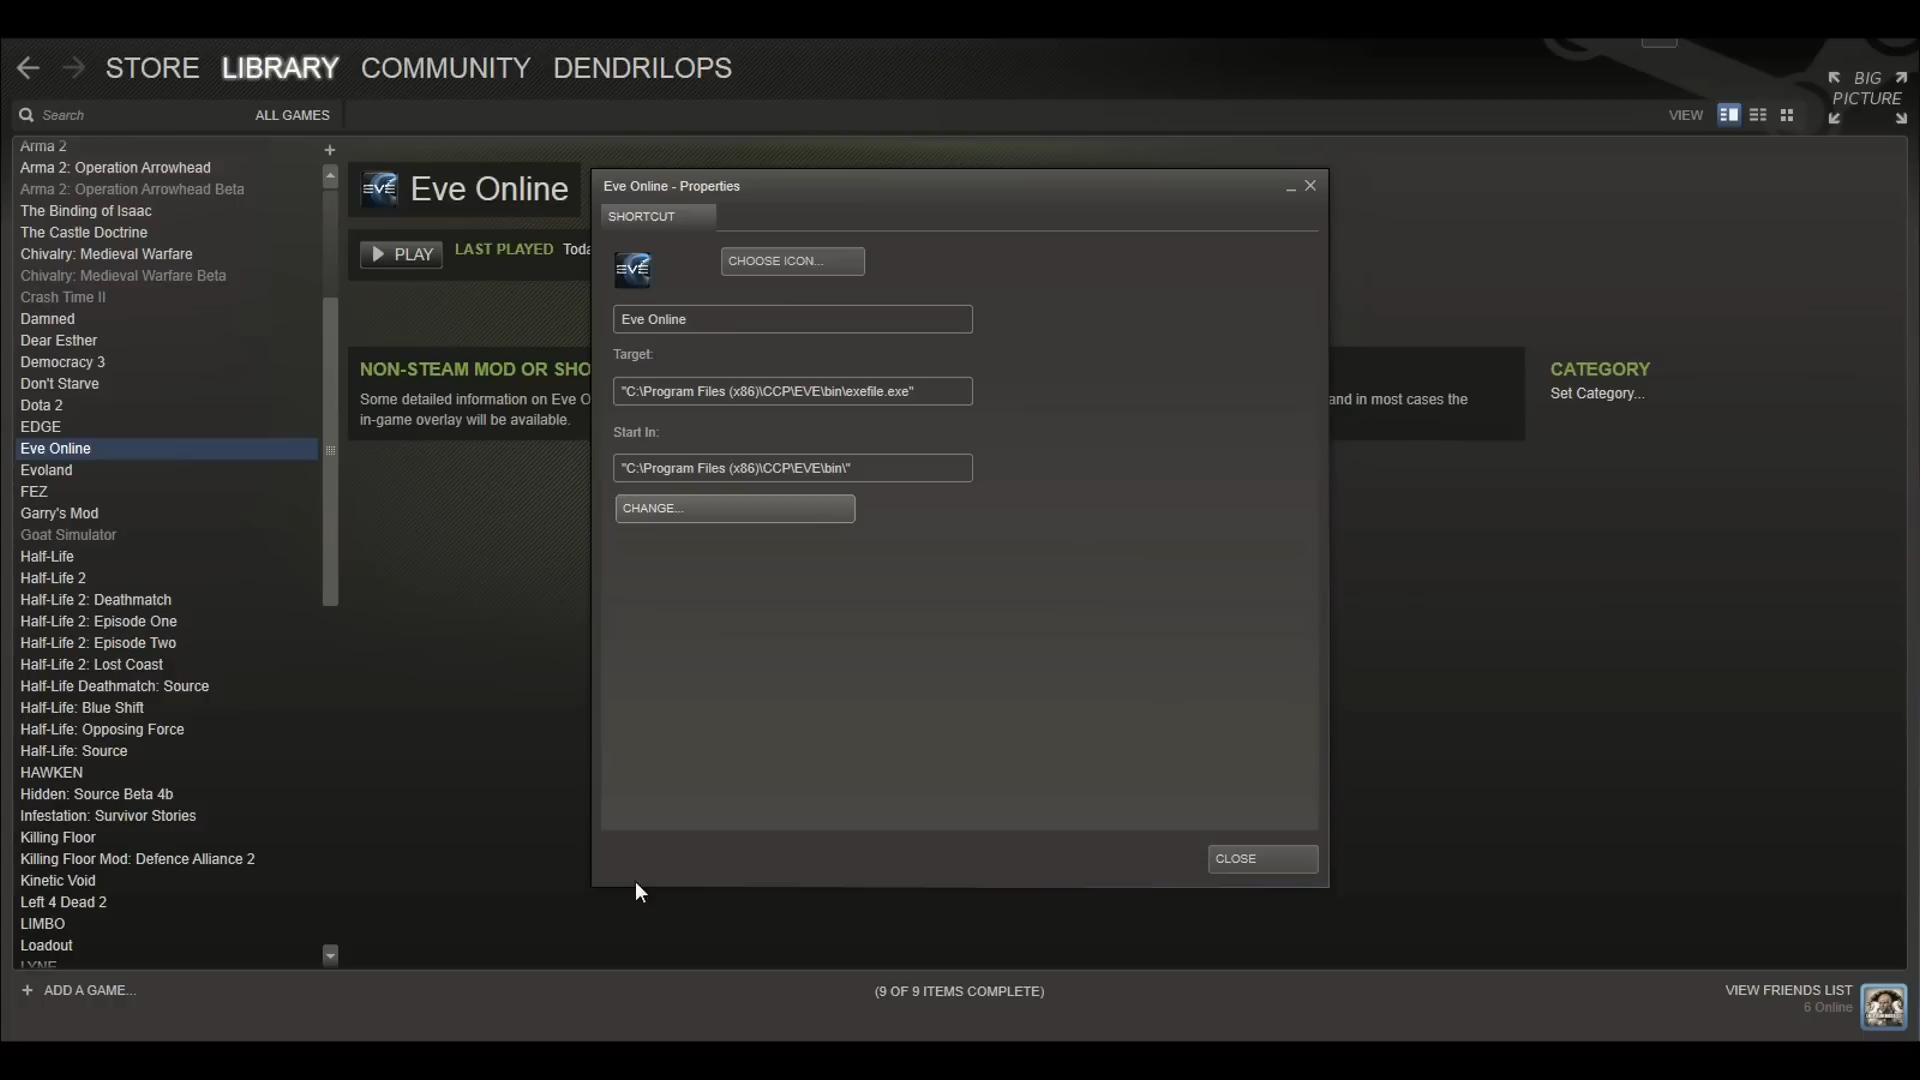 STORE LIBRARY COMMUNITY DENDRILOPS
BIG PICTURE
Search ALL GAMES
VIEW
Arma 2
Arma 2: Operation Arrowhead
Arma 2: Operation Arrowhead Beta
The Binding of Isaac
The Castle Doctrine
Chivalry: Medieval Warfare
Chivalry: Medieval Warfare Beta
Crash Time II
Damned
Dear Esther
Democracy 3
Don't Starve
Dota 2
EDGE
Eve Online
Evoland
FEZ
Garry's Mod
Goat Simulator
Half-Life
Half-Life 2
Half-Life 2: Deathmatch
Half-Life 2: Episode One
Half-Life 2: Episode Two
Half-Life 2: Lost Coast
Half-Life Deathmatch: Source
Half-Life: Blue Shift
Half-Life: Opposing Force
Half-Life: Source
HAWKEN
Hidden: Source Beta 4b
Infestation: Survivor Stories
Killing Floor
Killing Floor Mod: Defence Alliance 2
Kinetic Void
Left 4 Dead 2
LIMBO
Loadout
LYNE
EVE Eve Online
PLAY LAST PLAYED Toda
NON-STEAM MOD OR SHO
Some detailed information on Eve O
in-game overlay will be available.
Eve Online - Properties
SHORTCUT
EVE
CHOOSE ICON...
Eve Online
Target:
"C:\Program Files (x86)\CCP\EVE\bin\exefile.exe"
Start In:
"C:\Program Files (x86)\CCP\EVE\bin\"
CHANGE...
CLOSE
and in most cases the
CATEGORY
Set Category...
+ ADD A GAME...
(9 OF 9 ITEMS COMPLETE)
VIEW FRIENDS LIST
6 Online